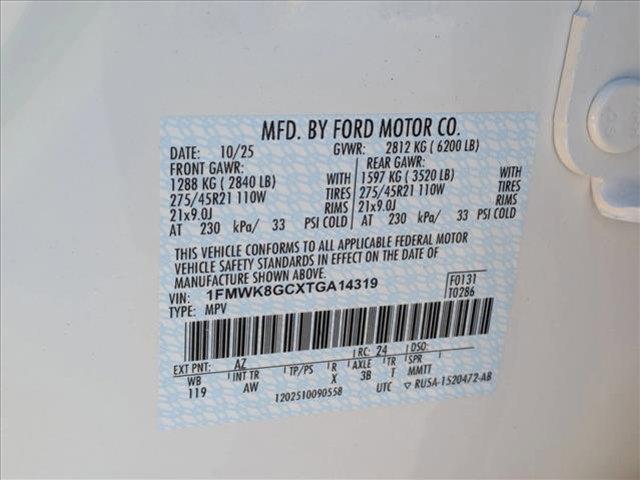 MFD. BY FORD MOTOR CO.
DATE: 10/25 GVWR: 2812 KG ( 6200 LB)
FRONT GAWR: REAR GAWR:
1288 KG ( 2840 LB) WITH 1597 KG ( 3520 LB) WITH
275/45R21 110W TIRES 275/45R21 110W TIRES
21x9.0J RIMS 21x9.0J RIMS
AT 230 kPa/ 33 PSI COLD AT 230 kPa/ 33 PSI COLD
THIS VEHICLE CONFORMS TO ALL APPLICABLE FEDERAL MOTOR
VEHICLE SAFETY STANDARDS IN EFFECT ON THE DATE OF
MANUFACTURE SHOWN ABOVE.
VIN: 1FMWK8GCXTGA14319 F0131
TYPE: MPV T0286
EXT PNT: AZ RC: 24 DSO:
WB INT TR TP/PS R AXLE TR SPR
119 AW X 3B T MMTT
1202510090558 UTC ▽ RU5A-1520472-AB